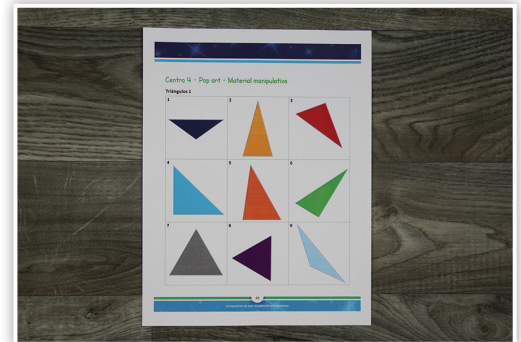 Centro 4 • Pop art • Material manipulativo
Triángulos 1
1 2 3
4 5 6
7 8 9